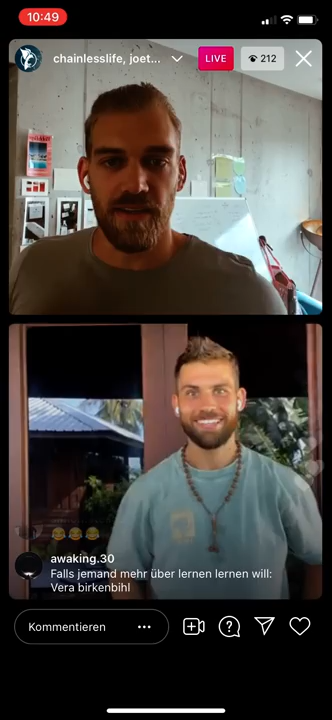 10:49
chainlesslife, joet...
LIVE
212
awaking.30
Falls jemand mehr über lernen lernen will:
Vera birkenbihl
Kommentieren